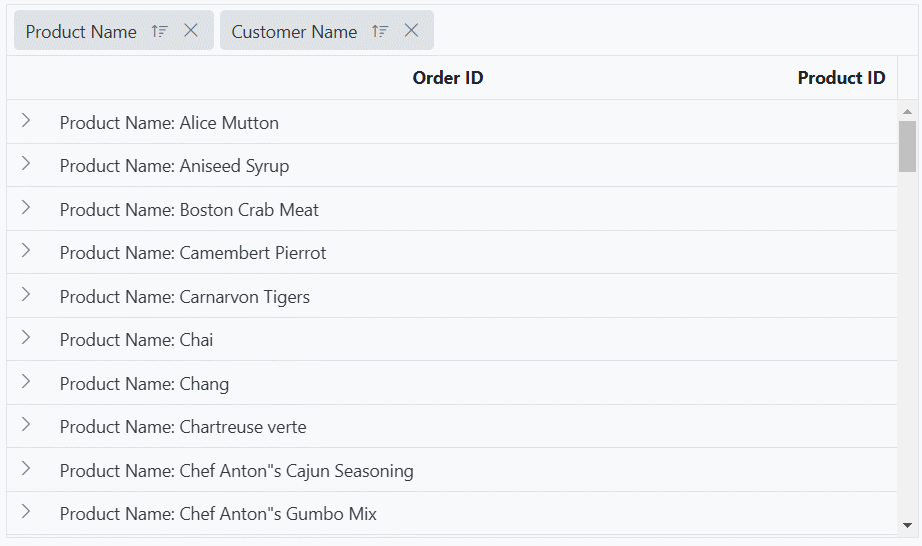 Product Name Customer Name
Order ID Product ID
Product Name: Alice Mutton
Product Name: Aniseed Syrup
Product Name: Boston Crab Meat
Product Name: Camembert Pierrot
Product Name: Carnarvon Tigers
Product Name: Chai
Product Name: Chang
Product Name: Chartreuse verte
Product Name: Chef Anton"s Cajun Seasoning
Product Name: Chef Anton"s Gumbo Mix